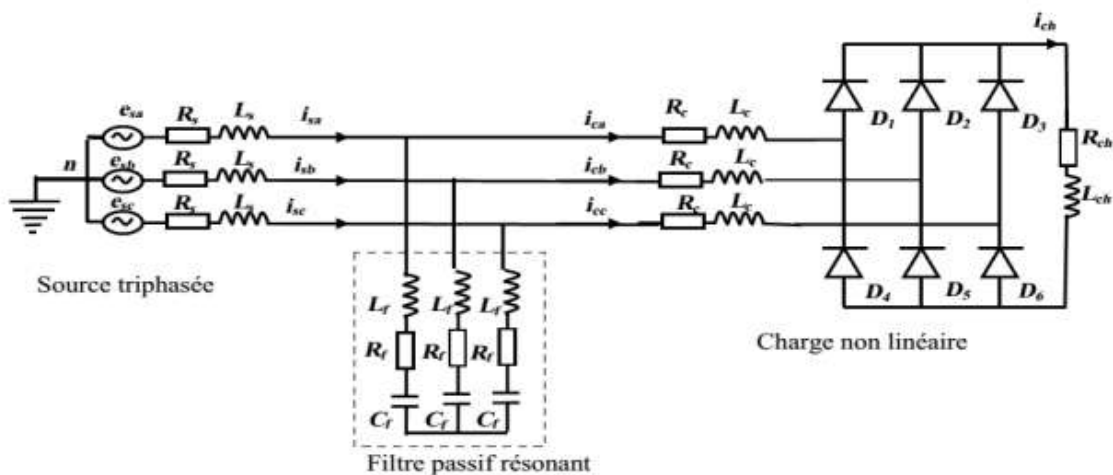 i_ch
e_sa R_s L_s i_sa i_ca R_c L_c D_1 D_2 D_3
R_ch
n e_sb R_s L_s i_sb i_cb R_c L_c
L_ch
e_sc R_s L_s i_sc i_cc R_c L_c
Source triphasée
D_4 D_5 D_6
L_f L_f L_f
Charge non linéaire
R_f R_f R_f
C_f C_f C_f
Filtre passif résonant